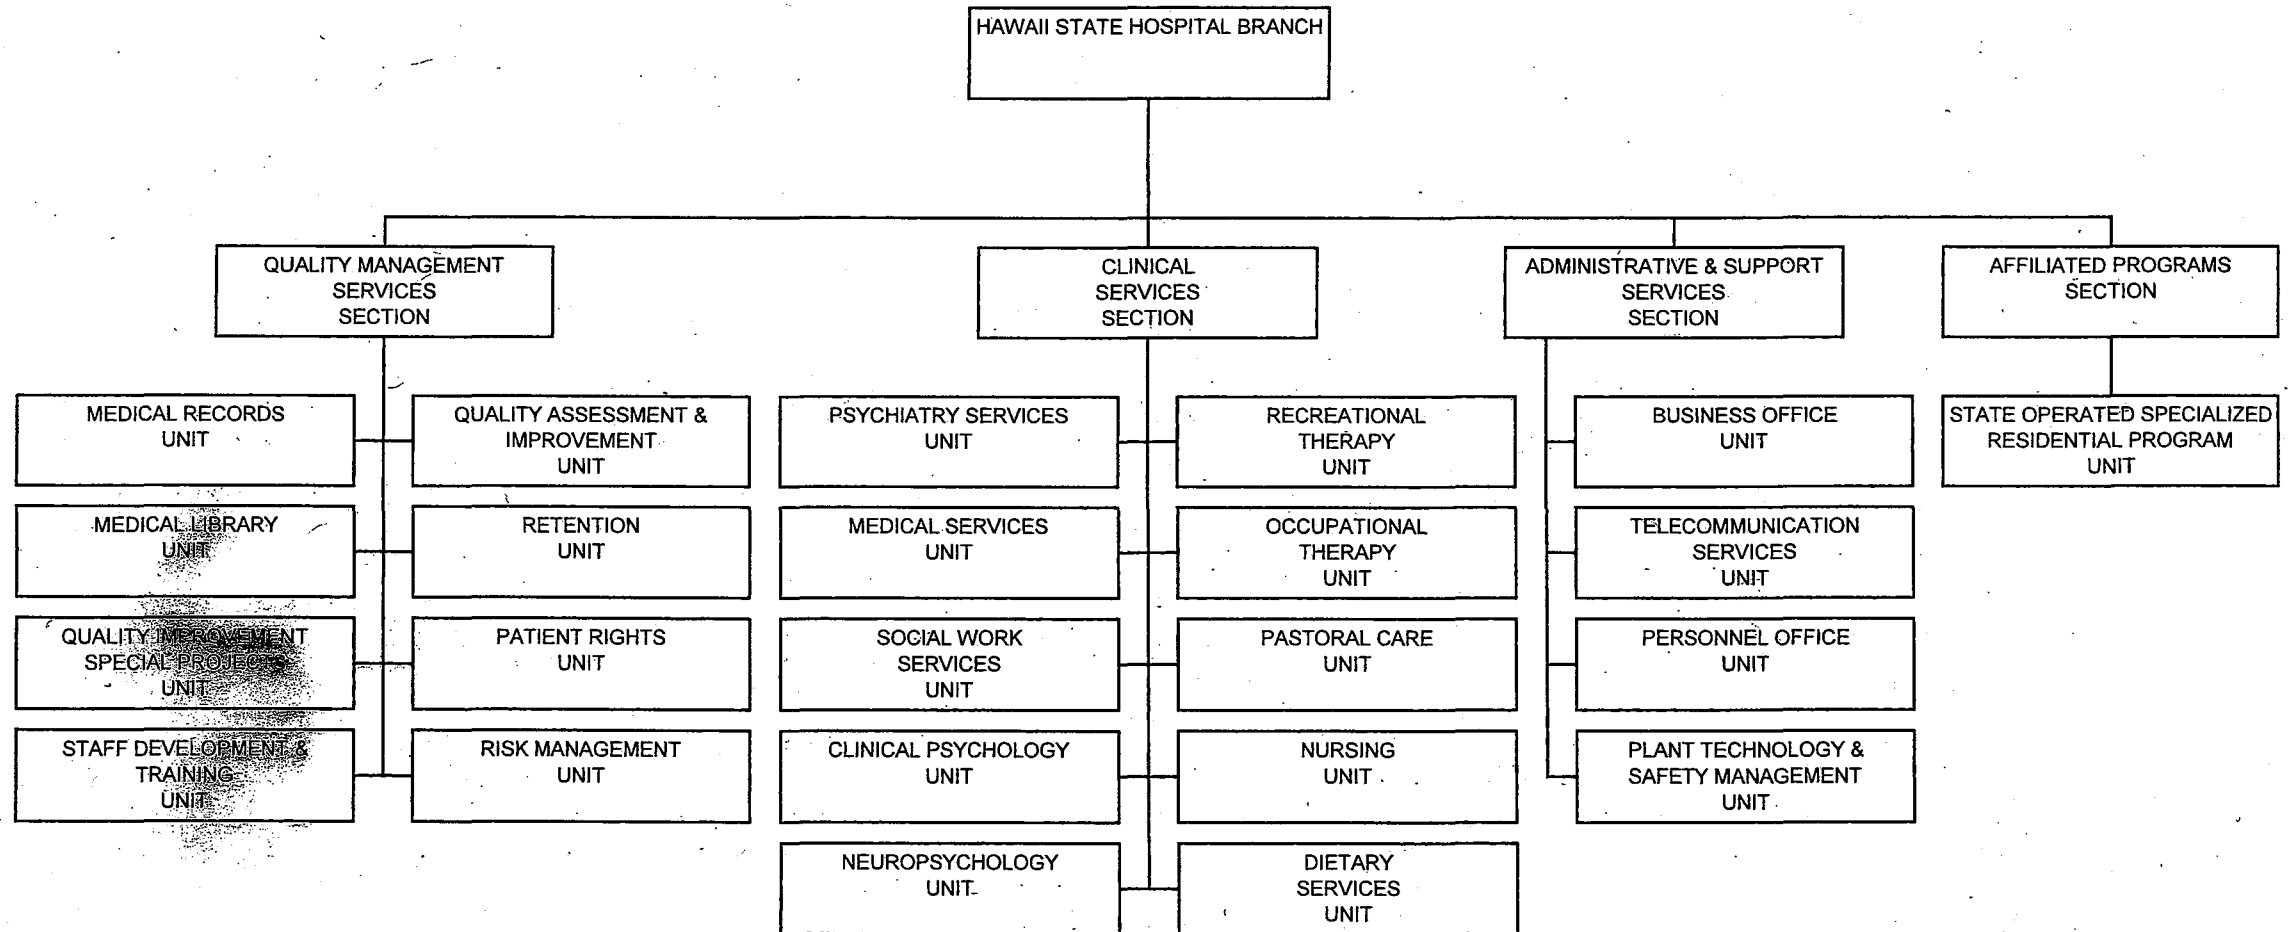 HAWAII STATE HOSPITAL BRANCH
QUALITY MANAGEMENT
SERVICES
SECTION
CLINICAL
SERVICES
SECTION
ADMINISTRATIVE & SUPPORT
SERVICES
SECTION
AFFILIATED PROGRAMS
SECTION
MEDICAL RECORDS
UNIT
QUALITY ASSESSMENT &
IMPROVEMENT
UNIT
PSYCHIATRY SERVICES
UNIT
RECREATIONAL
THERAPY
UNIT
BUSINESS OFFICE
UNIT
STATE OPERATED SPECIALIZED
RESIDENTIAL PROGRAM
UNIT
MEDICAL LIBRARY
UNIT
RETENTION
UNIT
MEDICAL SERVICES
UNIT
OCCUPATIONAL
THERAPY
UNIT
TELECOMMUNICATION
SERVICES
UNIT
QUALITY IMPROVEMENT
SPECIAL PROJECTS
UNIT
PATIENT RIGHTS
UNIT
SOCIAL WORK
SERVICES
UNIT
PASTORAL CARE
UNIT
PERSONNEL OFFICE
UNIT
STAFF DEVELOPMENT &
TRAINING
UNIT
RISK MANAGEMENT
UNIT
CLINICAL PSYCHOLOGY
UNIT
NURSING
UNIT
PLANT TECHNOLOGY &
SAFETY MANAGEMENT
UNIT
NEUROPSYCHOLOGY
UNIT
DIETARY
SERVICES
UNIT